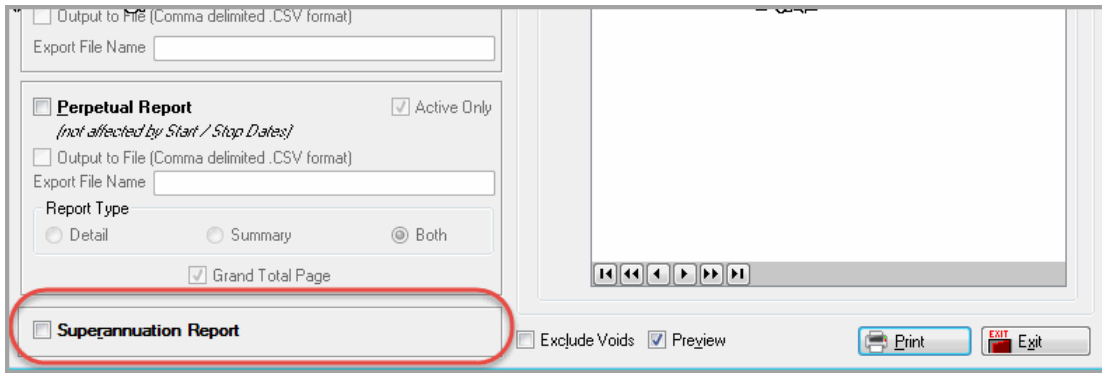 Output to File (Comma delimited .CSV format)
Export File Name
Perpetual Report
Active Only
(not affected by Start / Stop Dates)
Output to File (Comma delimited .CSV format)
Export File Name
Report Type
Detail
Summary
Both
Grand Total Page
Superannuation Report
Exclude Voids
Preview
Print
EXIT
Exit